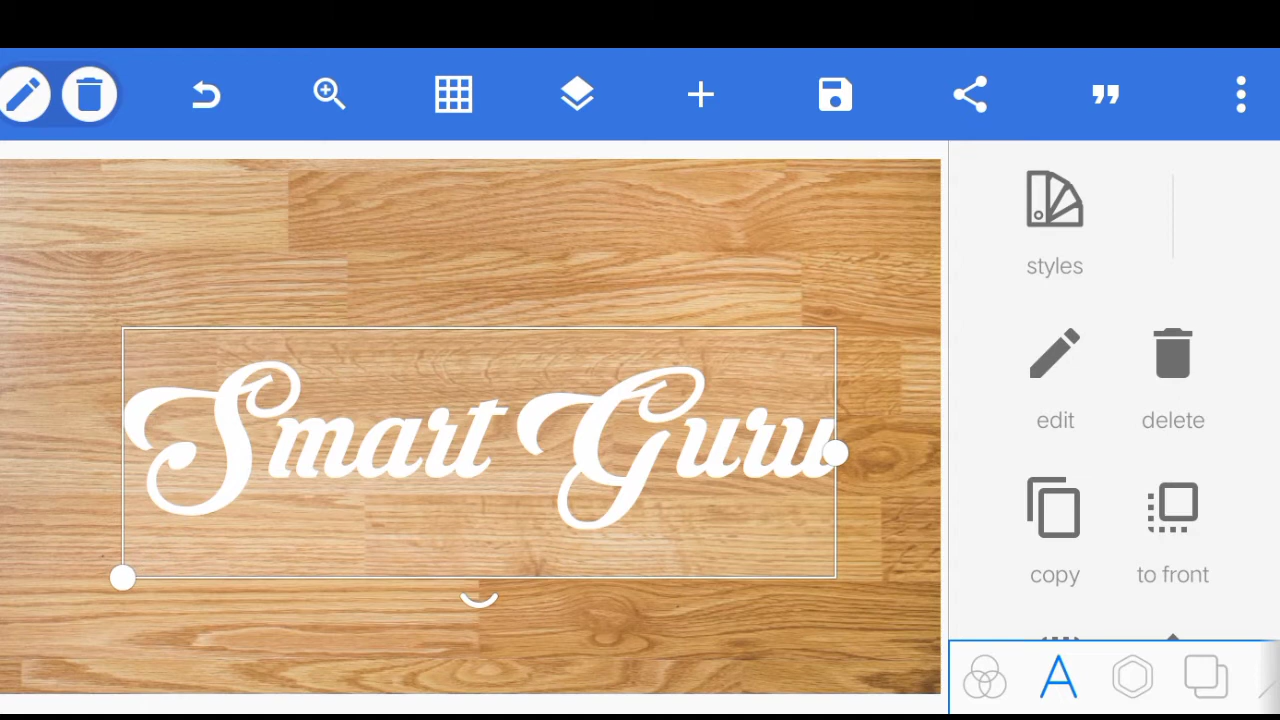 styles
Smart Guru
edit
delete
copy
to front